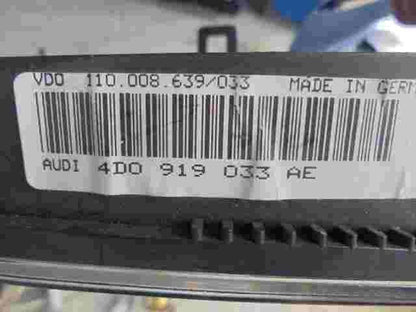 VDO 110.008.639/033 MADE IN GERM
AUDI 4D0 919 033 AE